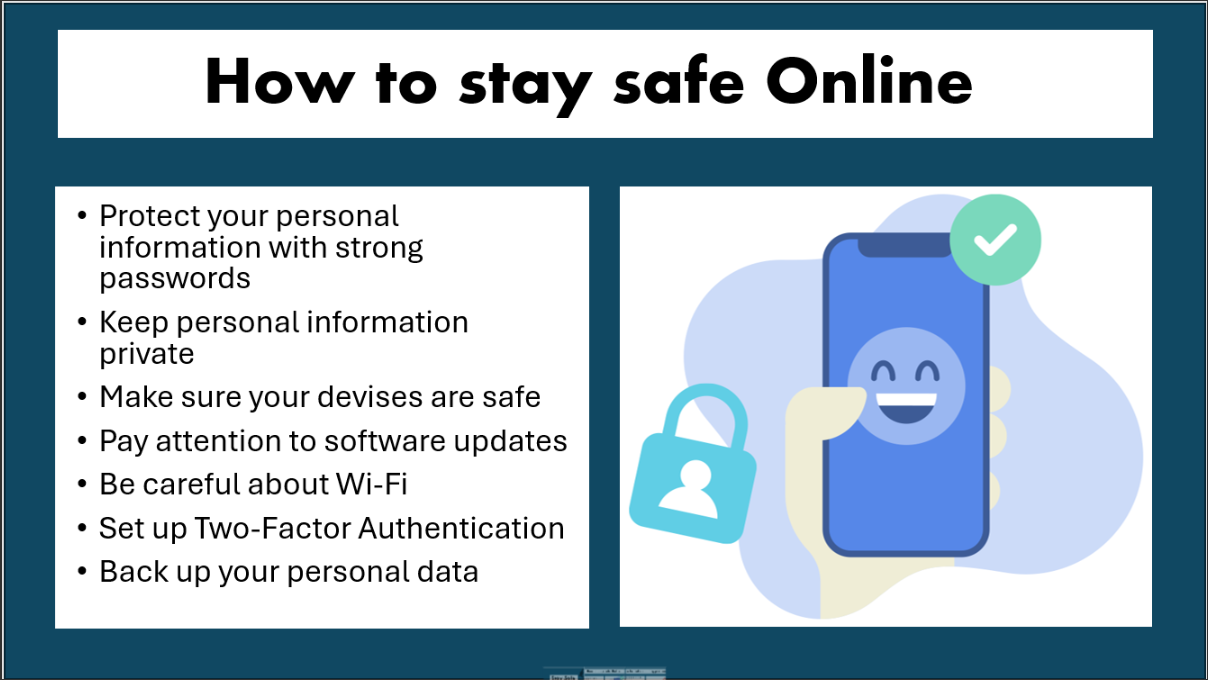 How to stay safe Online
• Protect your personal
information with strong
passwords
• Keep personal information
private
• Make sure your devises are safe
• Pay attention to software updates
• Be careful about Wi-Fi
• Set up Two-Factor Authentication
• Back up your personal data